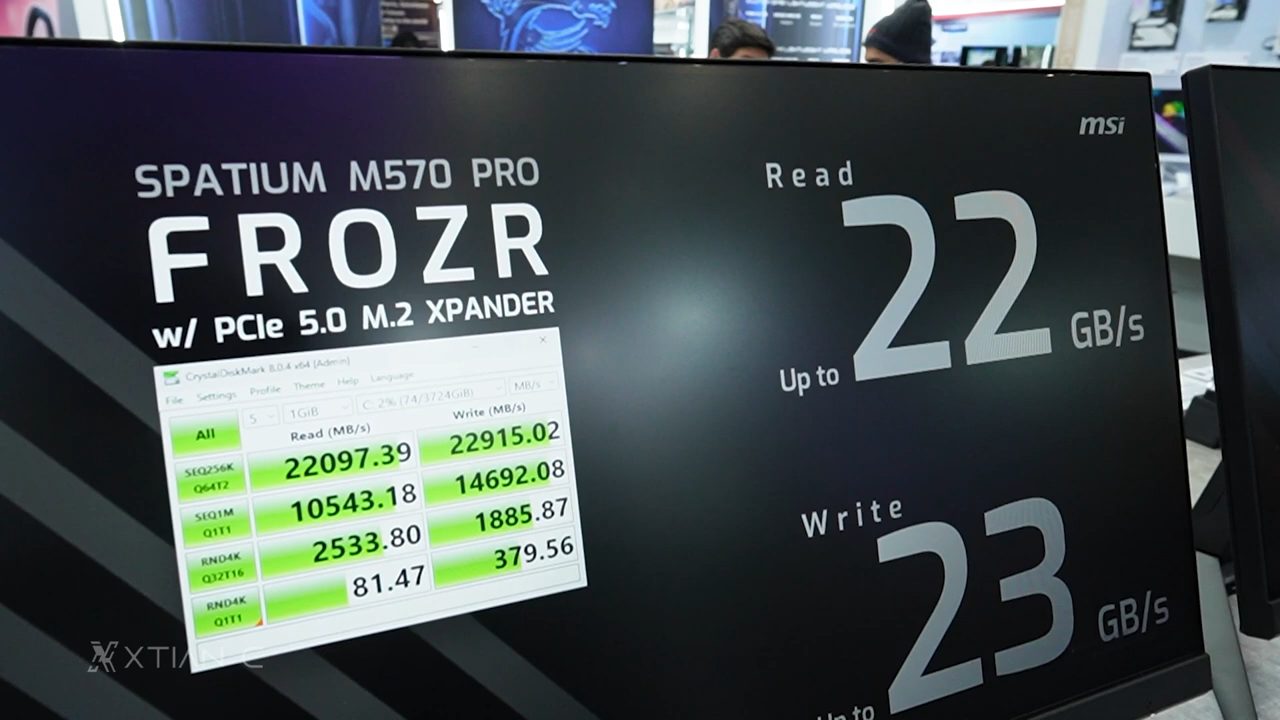 msi
SPATIUM M570 PRO
FROZR
w/ PCIe 5.0 M.2 XPANDER
CrystalDiskMark 8.0.4 x64 (Admin)
File Settings Profile Theme Help Language
All 5 1GiB C: 2% (74/3724GiB) MB/s
Read (MB/s) Write (MB/s)
SEQ256K
Q64T2 22097.39 22915.02
SEQ1M
Q1T1 10543.18 14692.08
RND4K
Q32T16 2533.80 1885.87
RND4K
Q1T1 81.47 379.56
Read
Up to 22 GB/s
Write
Up to 23 GB/s